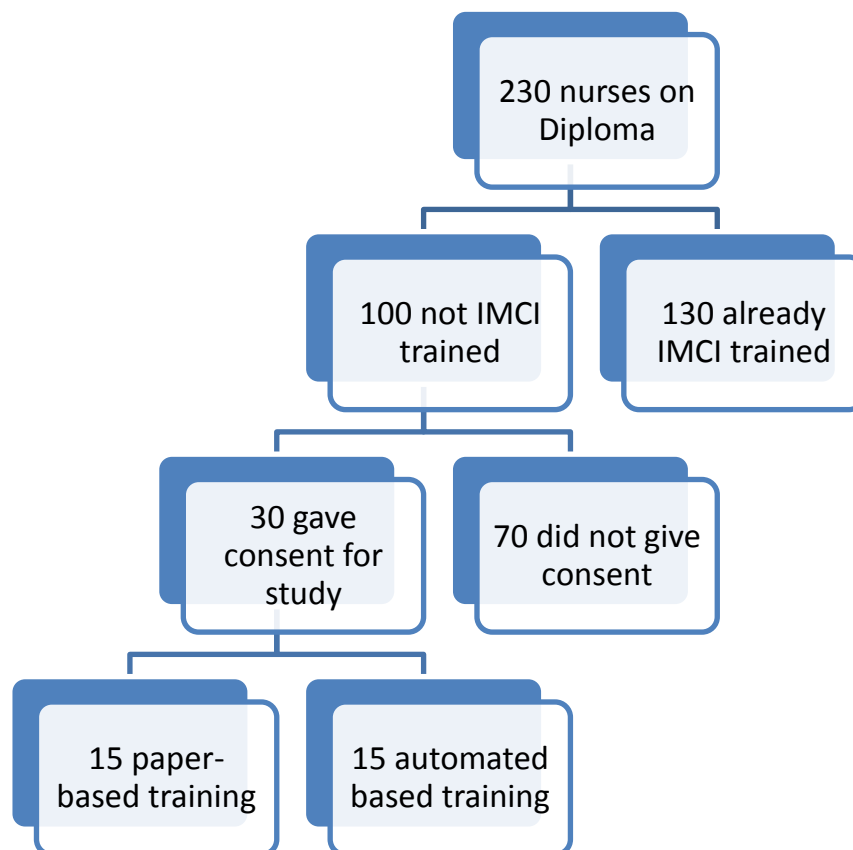 230 nurses on
Diploma
100 not IMCI
trained
130 already
IMCI trained
30 gave
consent for
study
70 did not give
consent
15 paper-
based training
15 automated
based training